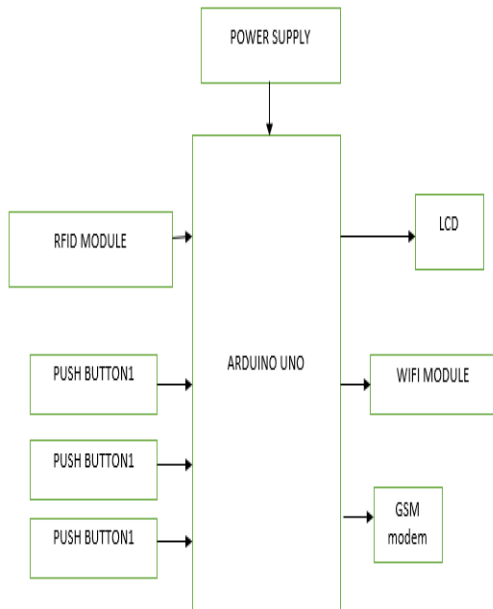 POWER SUPPLY
RFID MODULE
LCD
ARDUINO UNO
PUSH BUTTON1
WIFI MODULE
PUSH BUTTON1
GSM
modem
PUSH BUTTON1